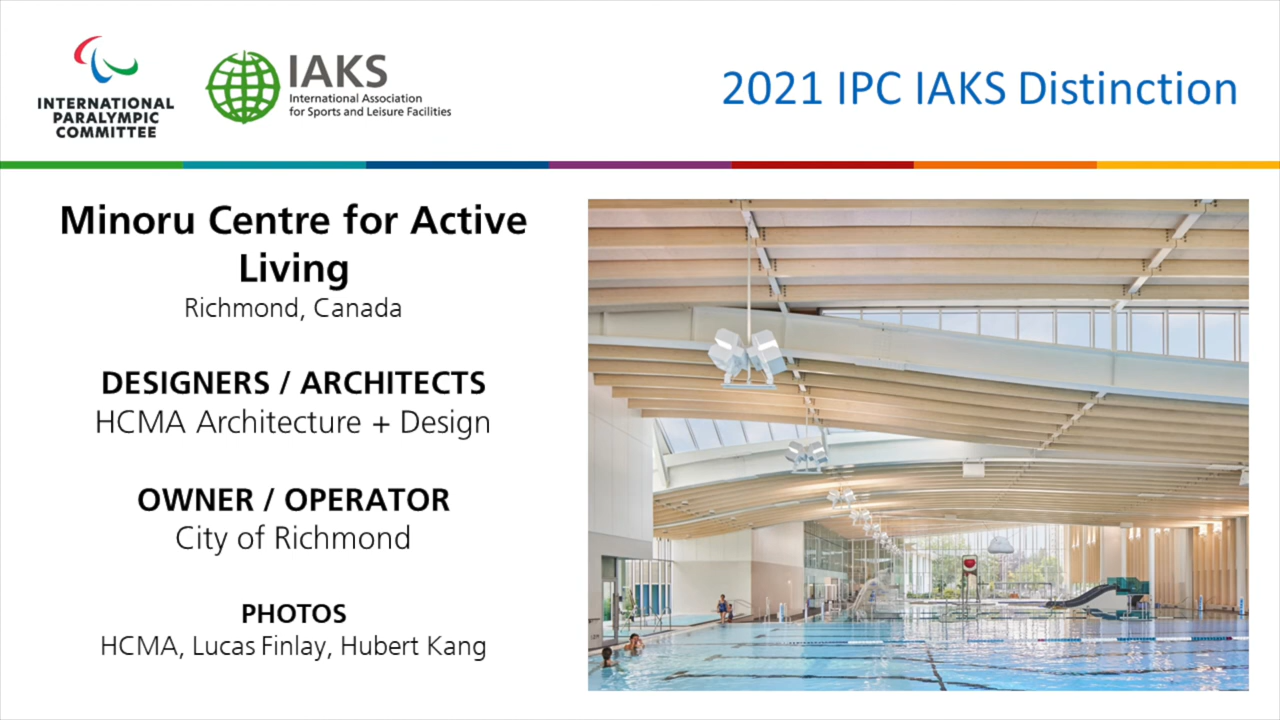 INTERNATIONAL
PARALYMPIC
COMMITTEE
IAKS
International Association
for Sports and Leisure Facilities
2021 IPC IAKS Distinction
Minoru Centre for Active
Living
Richmond, Canada
DESIGNERS / ARCHITECTS
HCMA Architecture + Design
OWNER / OPERATOR
City of Richmond
PHOTOS
HCMA, Lucas Finlay, Hubert Kang